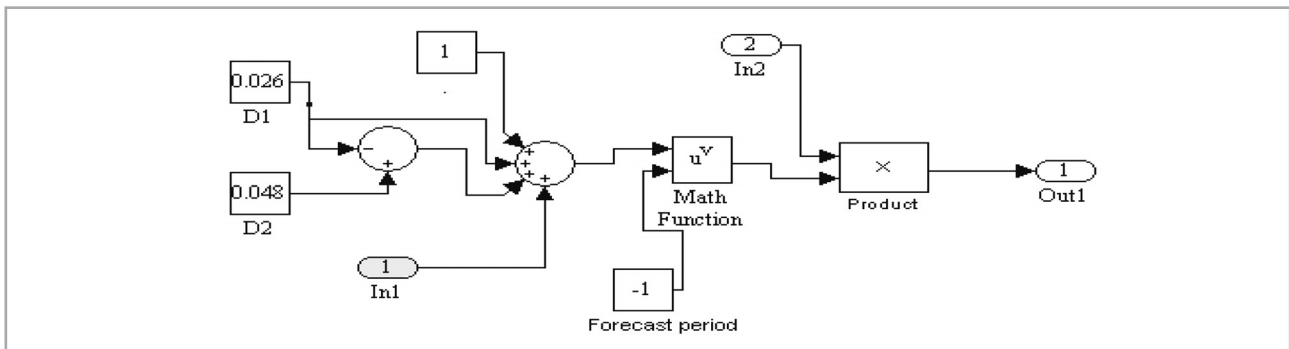 1
2
In2
0.026
D1
−
+
+
+
+
+
u^v
Math
Function
×
Product
1
Out1
0.048
D2
1
In1
-1
Forecast period